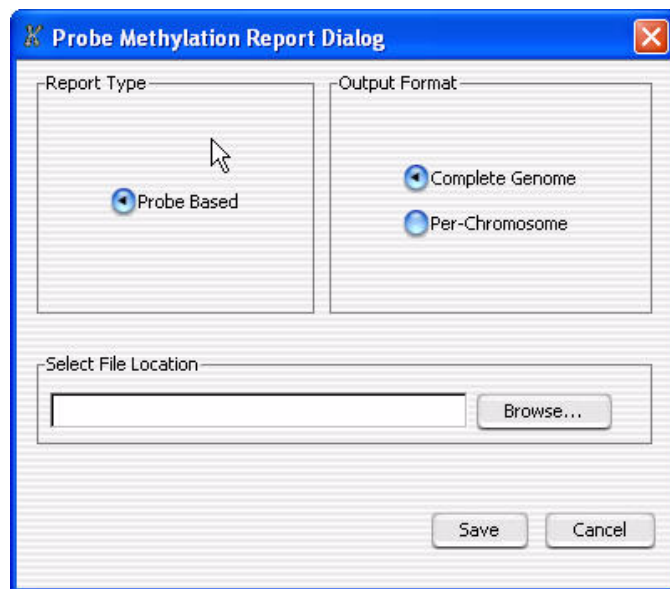 Probe Methylation Report Dialog
Report Type
Probe Based
Output Format
Complete Genome
Per-Chromosome
Select File Location
Browse...
Save
Cancel